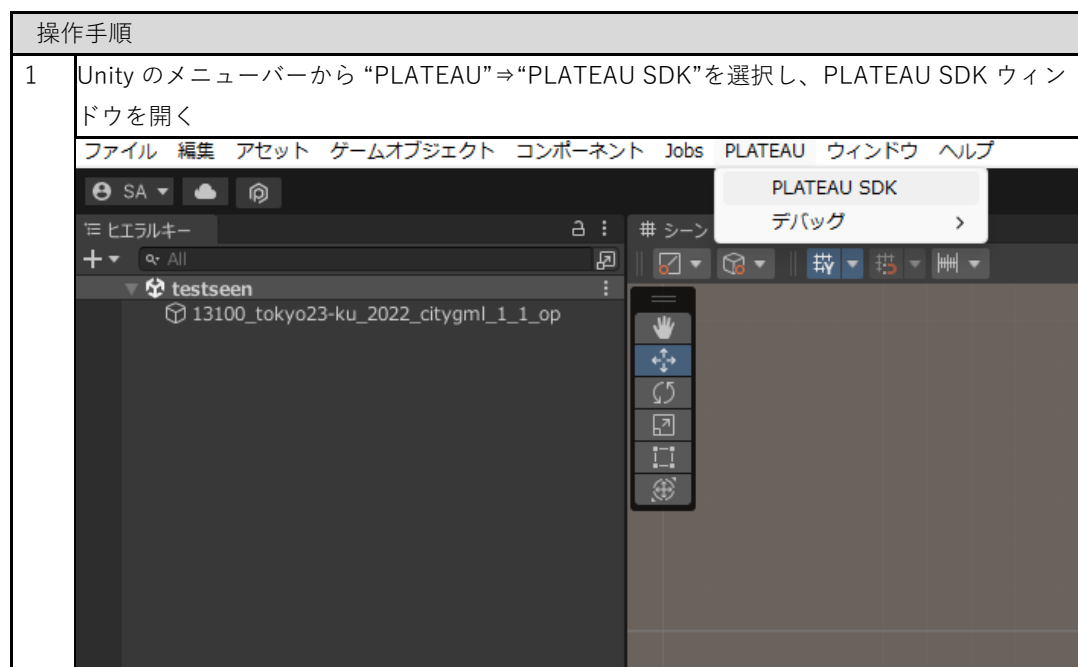 操作手順
1 Unity のメニューバーから “PLATEAU”⇒“PLATEAU SDK”を選択し、PLATEAU SDK ウィン
ドウを開く
ファイル 編集 アセット ゲームオブジェクト コンポーネント Jobs PLATEAU ウィンドウ ヘルプ
SA PLATEAU SDK
ヒエラルキー # シーン デバッグ >
All
testseen
13100_tokyo23-ku_2022_citygml_1_1_op